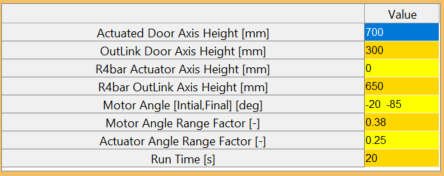 Value
Actuated Door Axis Height [mm] 700
OutLink Door Axis Height [mm] 300
R4bar Actuator Axis Height [mm] 0
R4bar OutLink Axis Height [mm] 650
Motor Angle [Intial,Final] [deg] -20 -85
Motor Angle Range Factor [-] 0.38
Actuator Angle Range Factor [-] 0.25
Run Time [s] 20